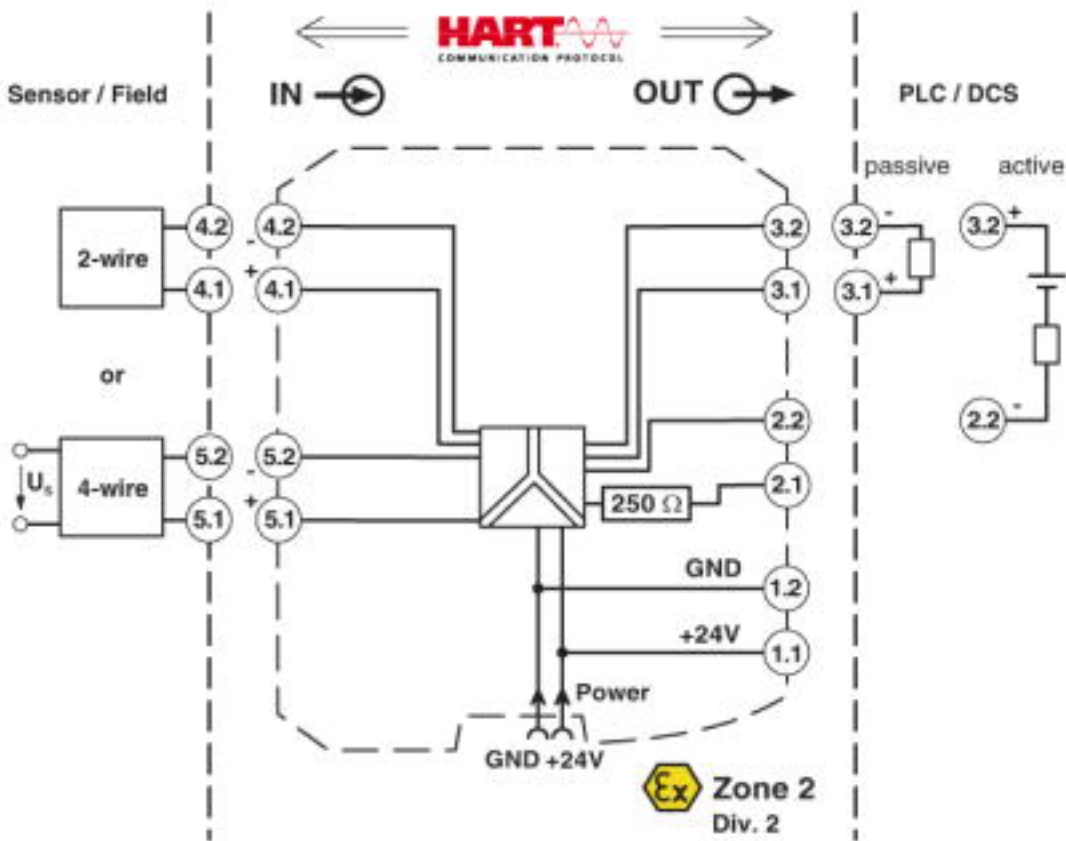 HART
COMMUNICATION PROTOCOL
Sensor / Field IN OUT PLC / DCS
passive active
2-wire 4.2 4.2 3.2 3.2 - 3.2 +
- +
4.1 4.1 3.1 3.1 +
or
2.2 2.2 -
Us 4-wire 5.2 5.2
- +
5.1 5.1 250 Ω 2.1
GND 1.2
+24V 1.1
Power
GND +24V
Ex Zone 2
Div. 2